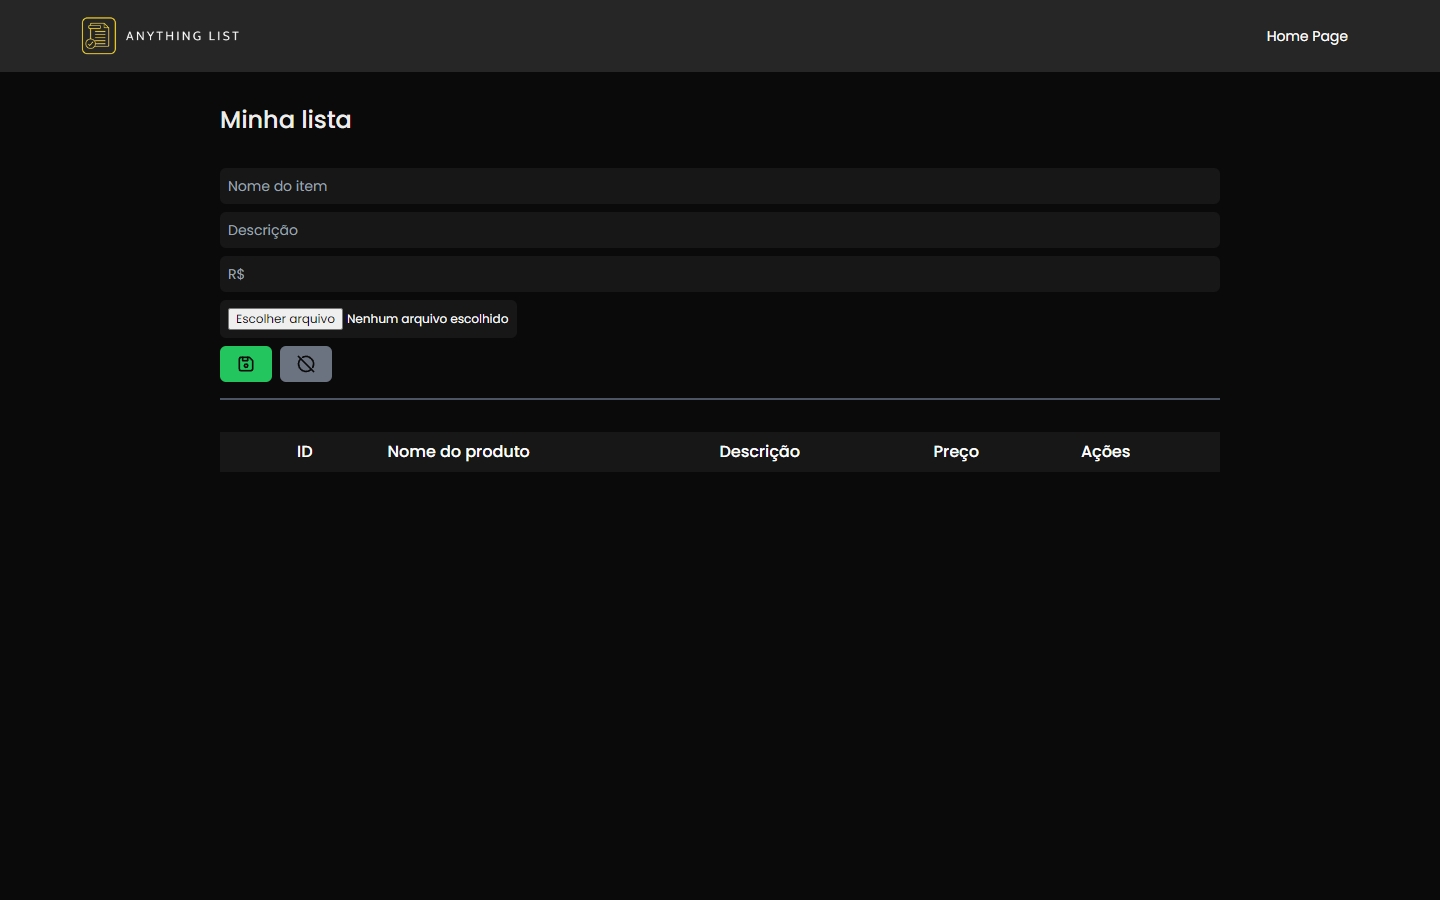 ANYTHING LIST
Home Page
Minha lista
Nome do item
Descrição
R$
Escolher arquivo Nenhum arquivo escolhido
ID Nome do produto Descrição Preço Ações